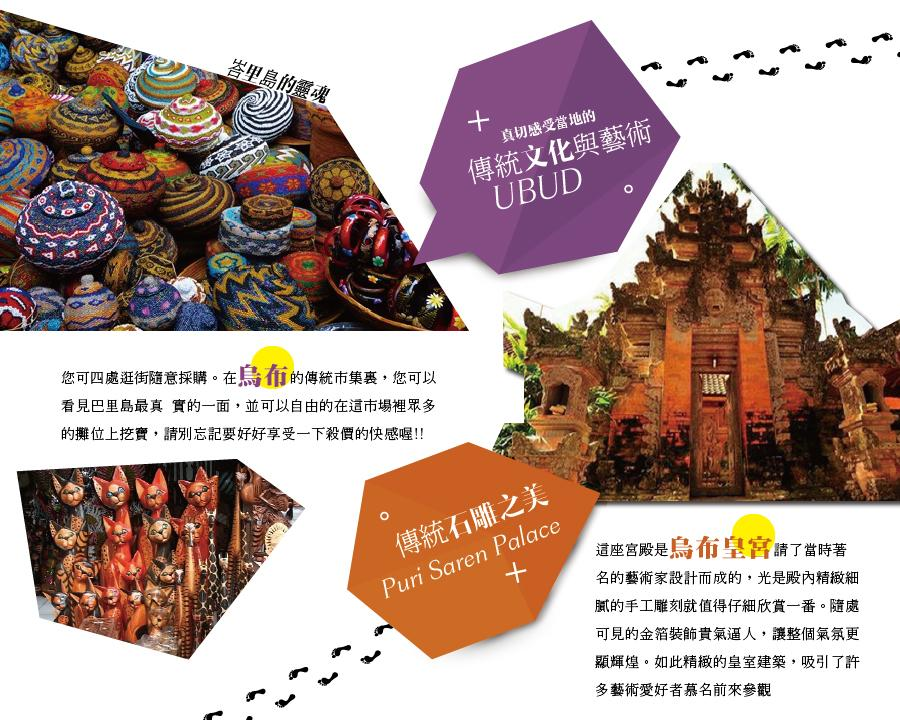 峇里島的靈魂
真切感受當地的
傳統文化與藝術
UBUD
您可四處逛街隨意採購。在烏布的傳統市集裏，您可以
看見巴里島最真 實的一面，並可以自由的在這市場裡眾多
的攤位上挖寶，請別忘記要好好享受一下殺價的快感喔!!
傳統石雕之美
Puri Saren Palace
這座宮殿是烏布皇宮請了當時著
名的藝術家設計而成的，光是殿內精緻細
膩的手工雕刻就值得仔細欣賞一番。隨處
可見的金箔裝飾貴氣逼人，讓整個氣氛更
顯輝煌。如此精緻的皇室建築，吸引了許
多藝術愛好者慕名前來參觀